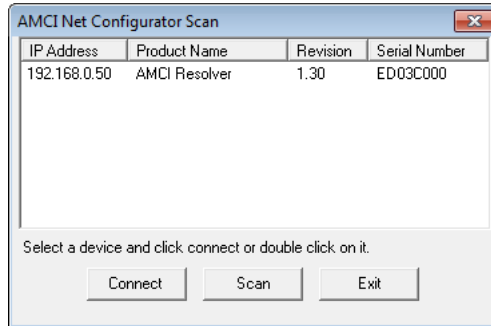 AMCI Net Configurator Scan
IP Address Product Name Revision Serial Number
192.168.0.50 AMCI Resolver 1.30 ED03C000
Select a device and click connect or double click on it.
Connect Scan Exit